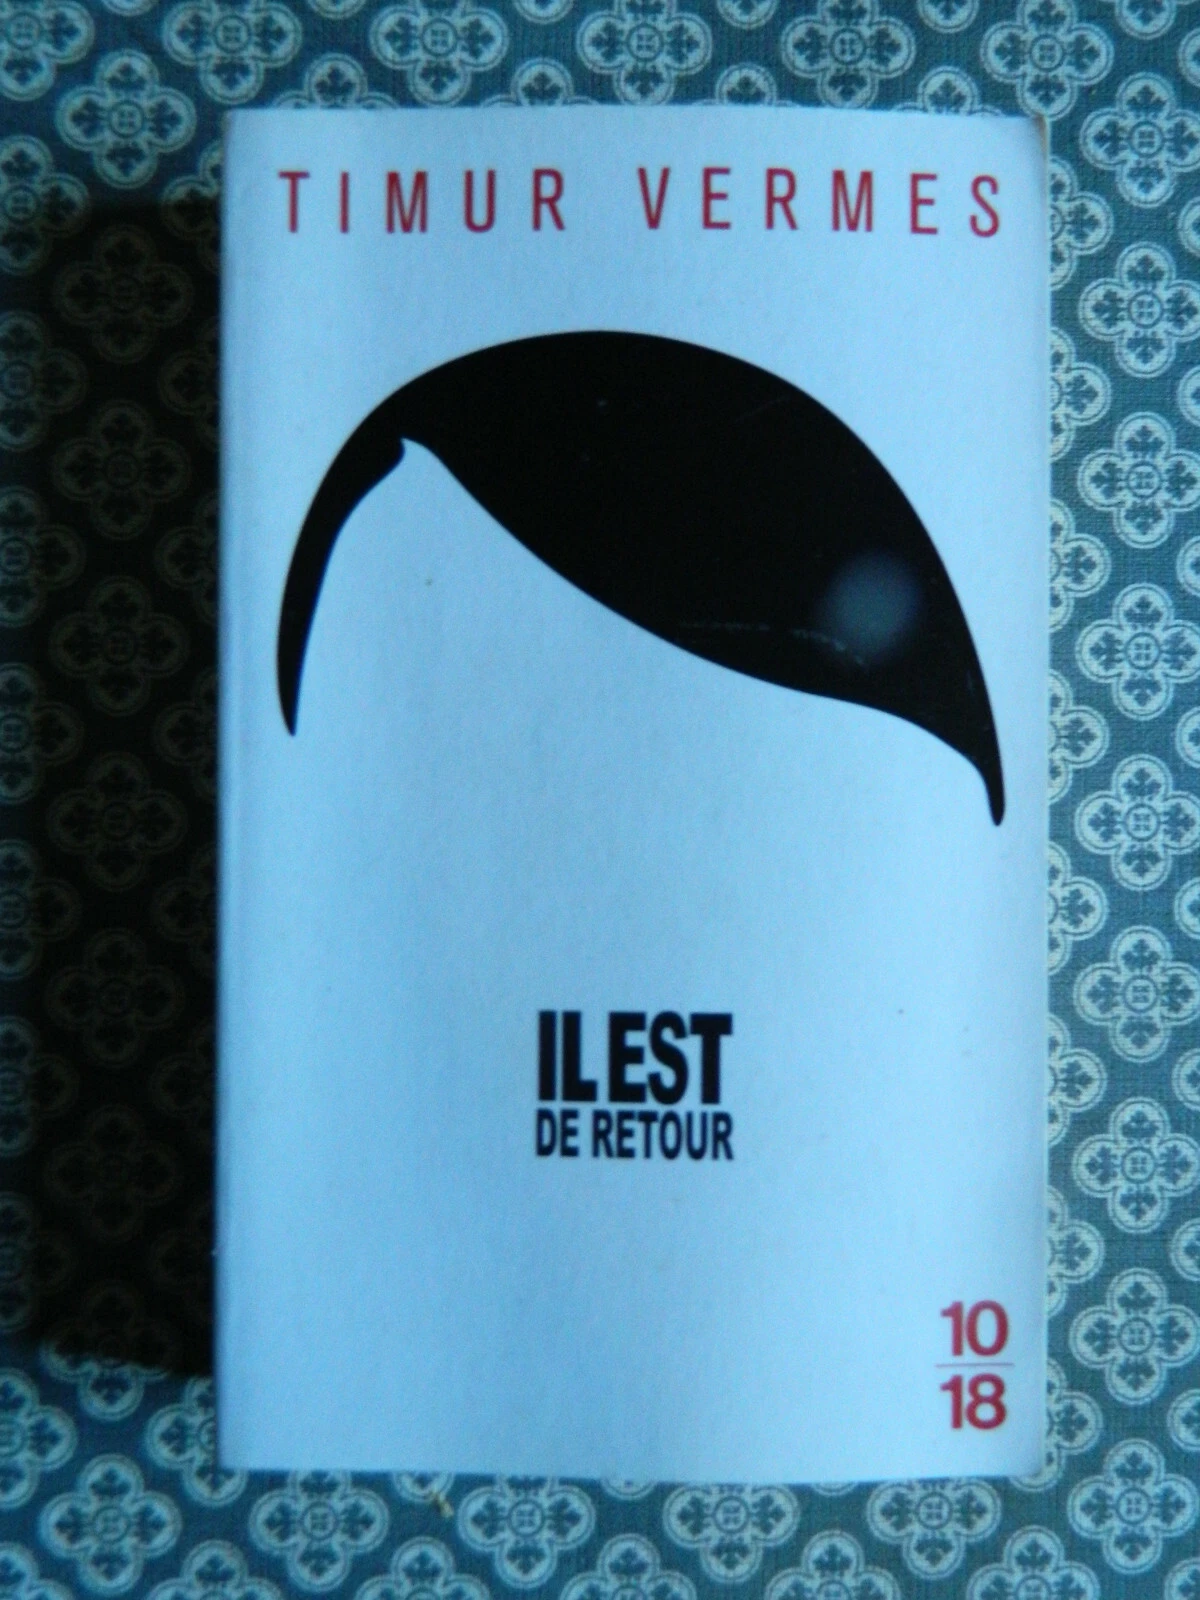 TIMUR VERMES
IL EST
DE RETOUR
10
18